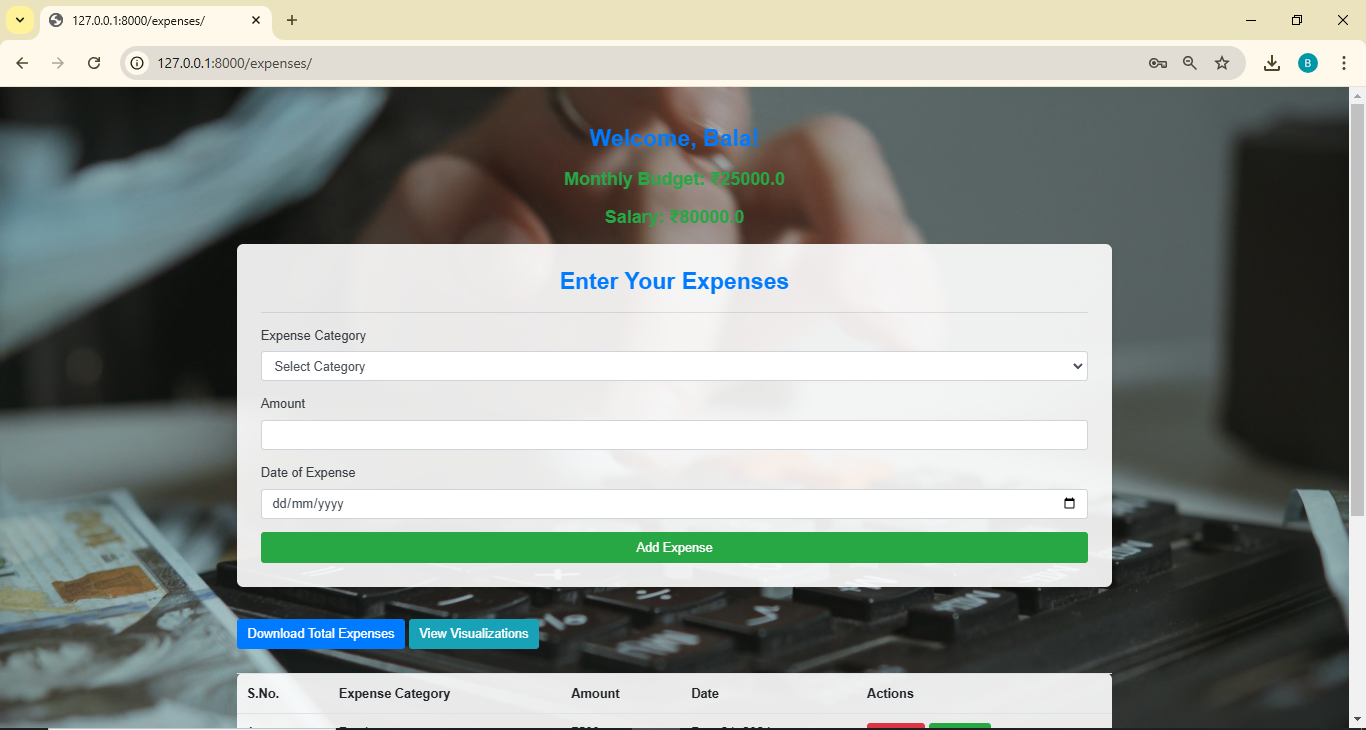 127.0.0.1:8000/expenses/
127.0.0.1:8000/expenses/
B
Welcome, Bala!
Monthly Budget: ₹25000.0
Salary: ₹80000.0
Enter Your Expenses
Expense Category
Select Category
Amount
Date of Expense
dd/mm/yyyy
Add Expense
Download Total Expenses View Visualizations
S.No. Expense Category Amount Date Actions